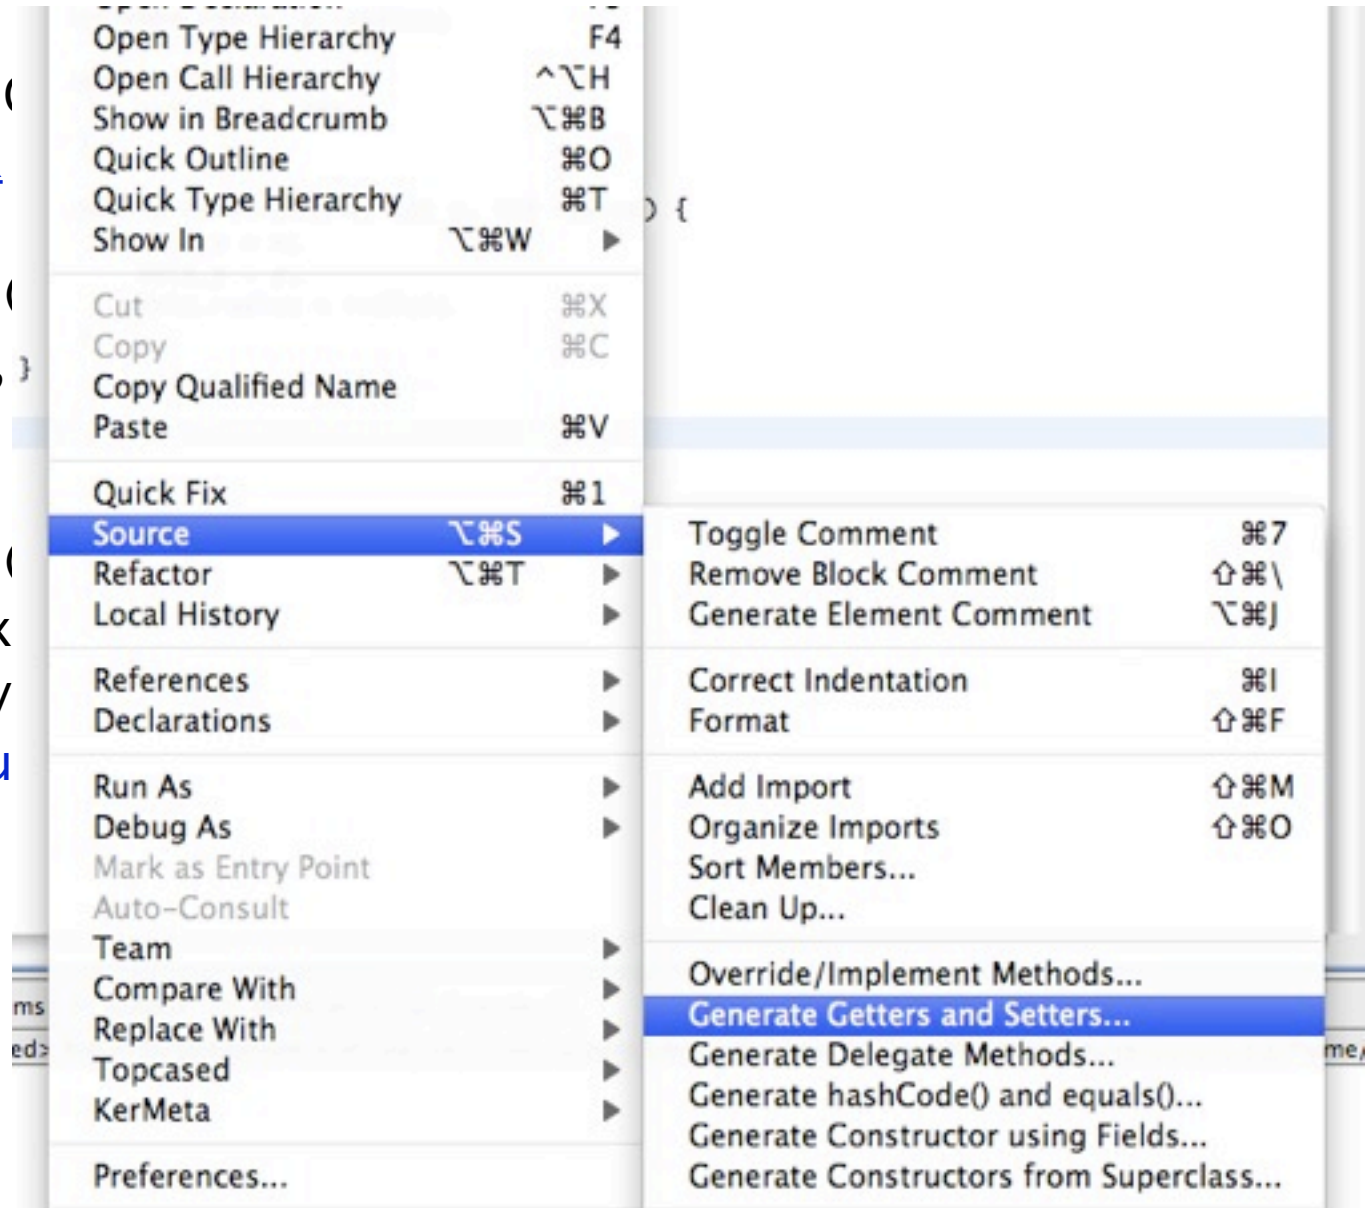 Open Type Hierarchy F4
Open Call Hierarchy ^⌥H
Show in Breadcrumb ⌥⌘B
Quick Outline ⌘O
Quick Type Hierarchy ⌘T
) {
Show In ⌥⌘W ▶
Cut ⌘X
Copy ⌘C
}
Copy Qualified Name
Paste ⌘V
Quick Fix ⌘1
Source ⌥⌘S ▶
Refactor ⌥⌘T ▶
Local History ▶
References ▶
Declarations ▶
Run As ▶
Debug As ▶
Mark as Entry Point
Auto-Consult
Team ▶
Compare With ▶
Replace With ▶
Topcased ▶
KerMeta ▶
Preferences...
Toggle Comment ⌘7
Remove Block Comment ⇧⌘\
Generate Element Comment ⌥⌘J
Correct Indentation ⌘I
Format ⇧⌘F
Add Import ⇧⌘M
Organize Imports ⇧⌘O
Sort Members...
Clean Up...
Override/Implement Methods...
Generate Getters and Setters...
Generate Delegate Methods...
Generate hashCode() and equals()...
Generate Constructor using Fields...
Generate Constructors from Superclass...
ms
ed>
me/